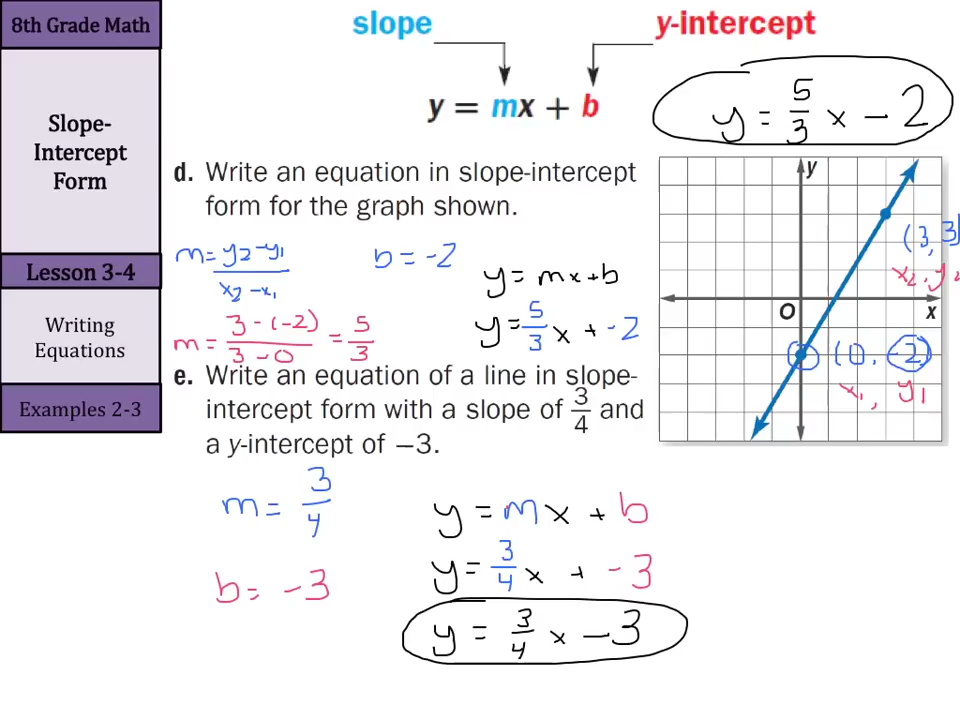 8th Grade Math
Slope-
Intercept
Form
Lesson 3-4
Writing
Equations
Examples 2-3
slope
y-intercept
y = mx + b
y = 5/3 x - 2
d. Write an equation in slope-intercept
form for the graph shown.
m = y2 - y1 / x2 - x1
b = -2
y = mx + b
m = 3 - (-2) / 3 - 0 = 5/3
y = 5/3 x + -2
y
O
x
(3, 3)
x2, y2
(0, -2)
x1, y1
e. Write an equation of a line in slope-
intercept form with a slope of 3/4 and
a y-intercept of −3.
m = 3/4
b = -3
y = mx + b
y = 3/4 x + -3
y = 3/4 x - 3